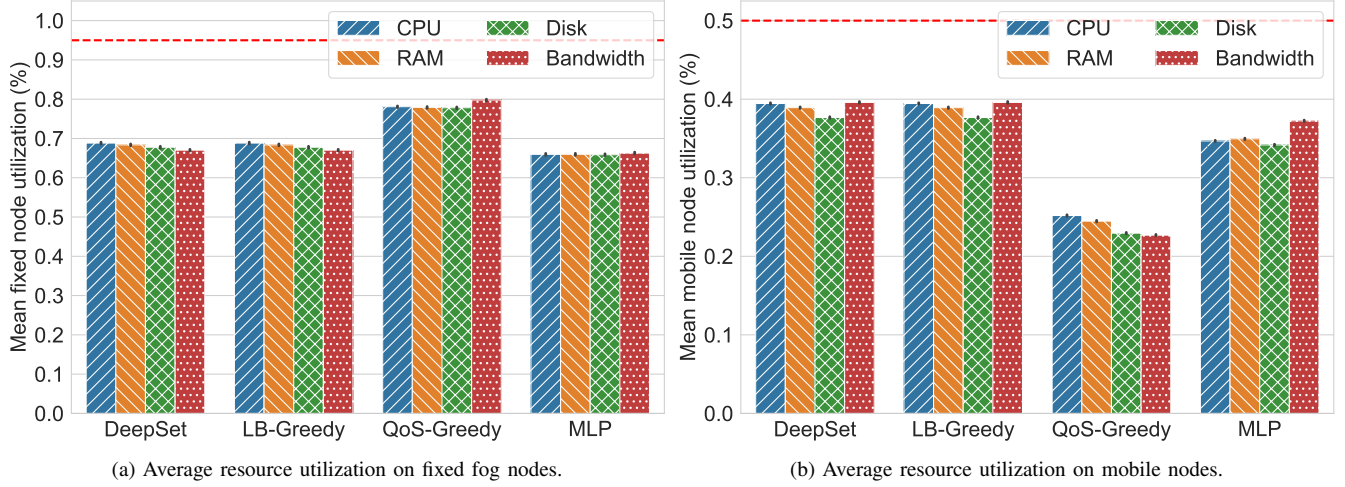 Mean fixed node utilization (%)
1.0
0.9
0.8
0.7
0.6
0.5
0.4
0.3
0.2
0.1
0.0
CPU
RAM
Disk
Bandwidth
DeepSet
LB-Greedy
QoS-Greedy
MLP
(a) Average resource utilization on fixed fog nodes.
Mean mobile node utilization (%)
0.5
0.4
0.3
0.2
0.1
0.0
CPU
RAM
Disk
Bandwidth
DeepSet
LB-Greedy
QoS-Greedy
MLP
(b) Average resource utilization on mobile nodes.